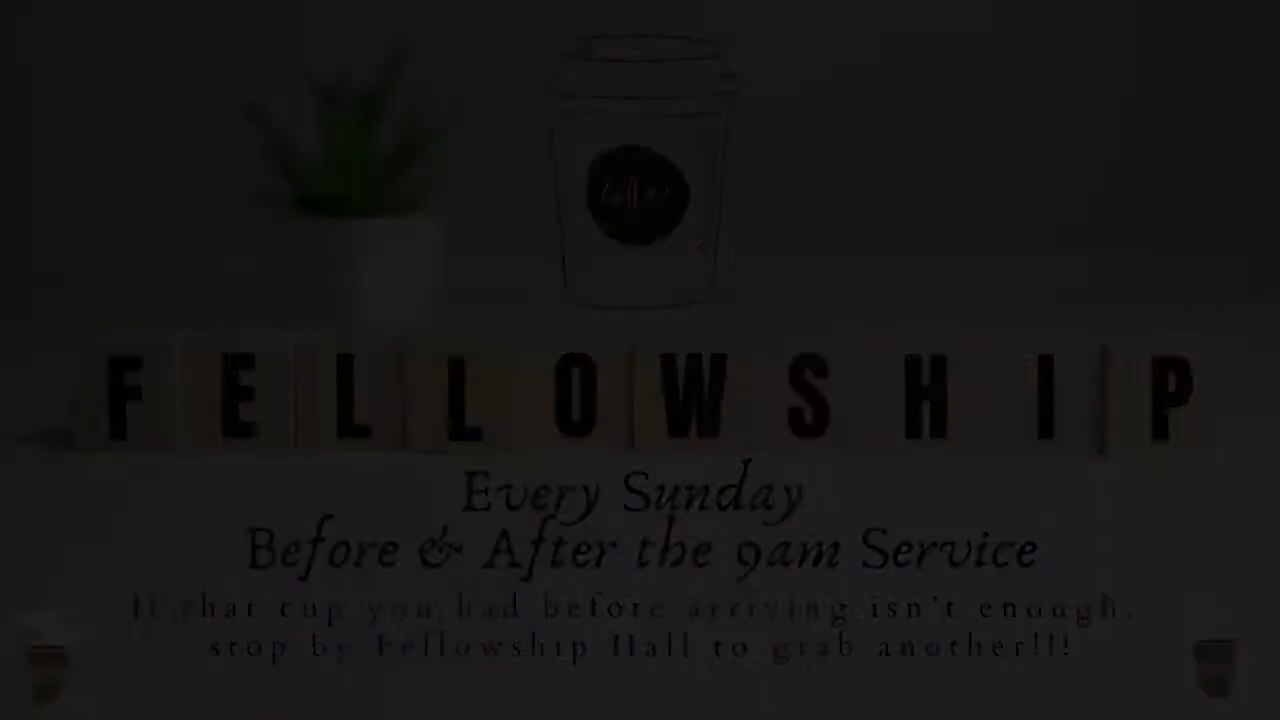 FELLOWSHIP
Every Sunday
Before & After the 9am Service
If that cup you had before arriving isn't enough,
stop by Fellowship Hall to grab another!!!